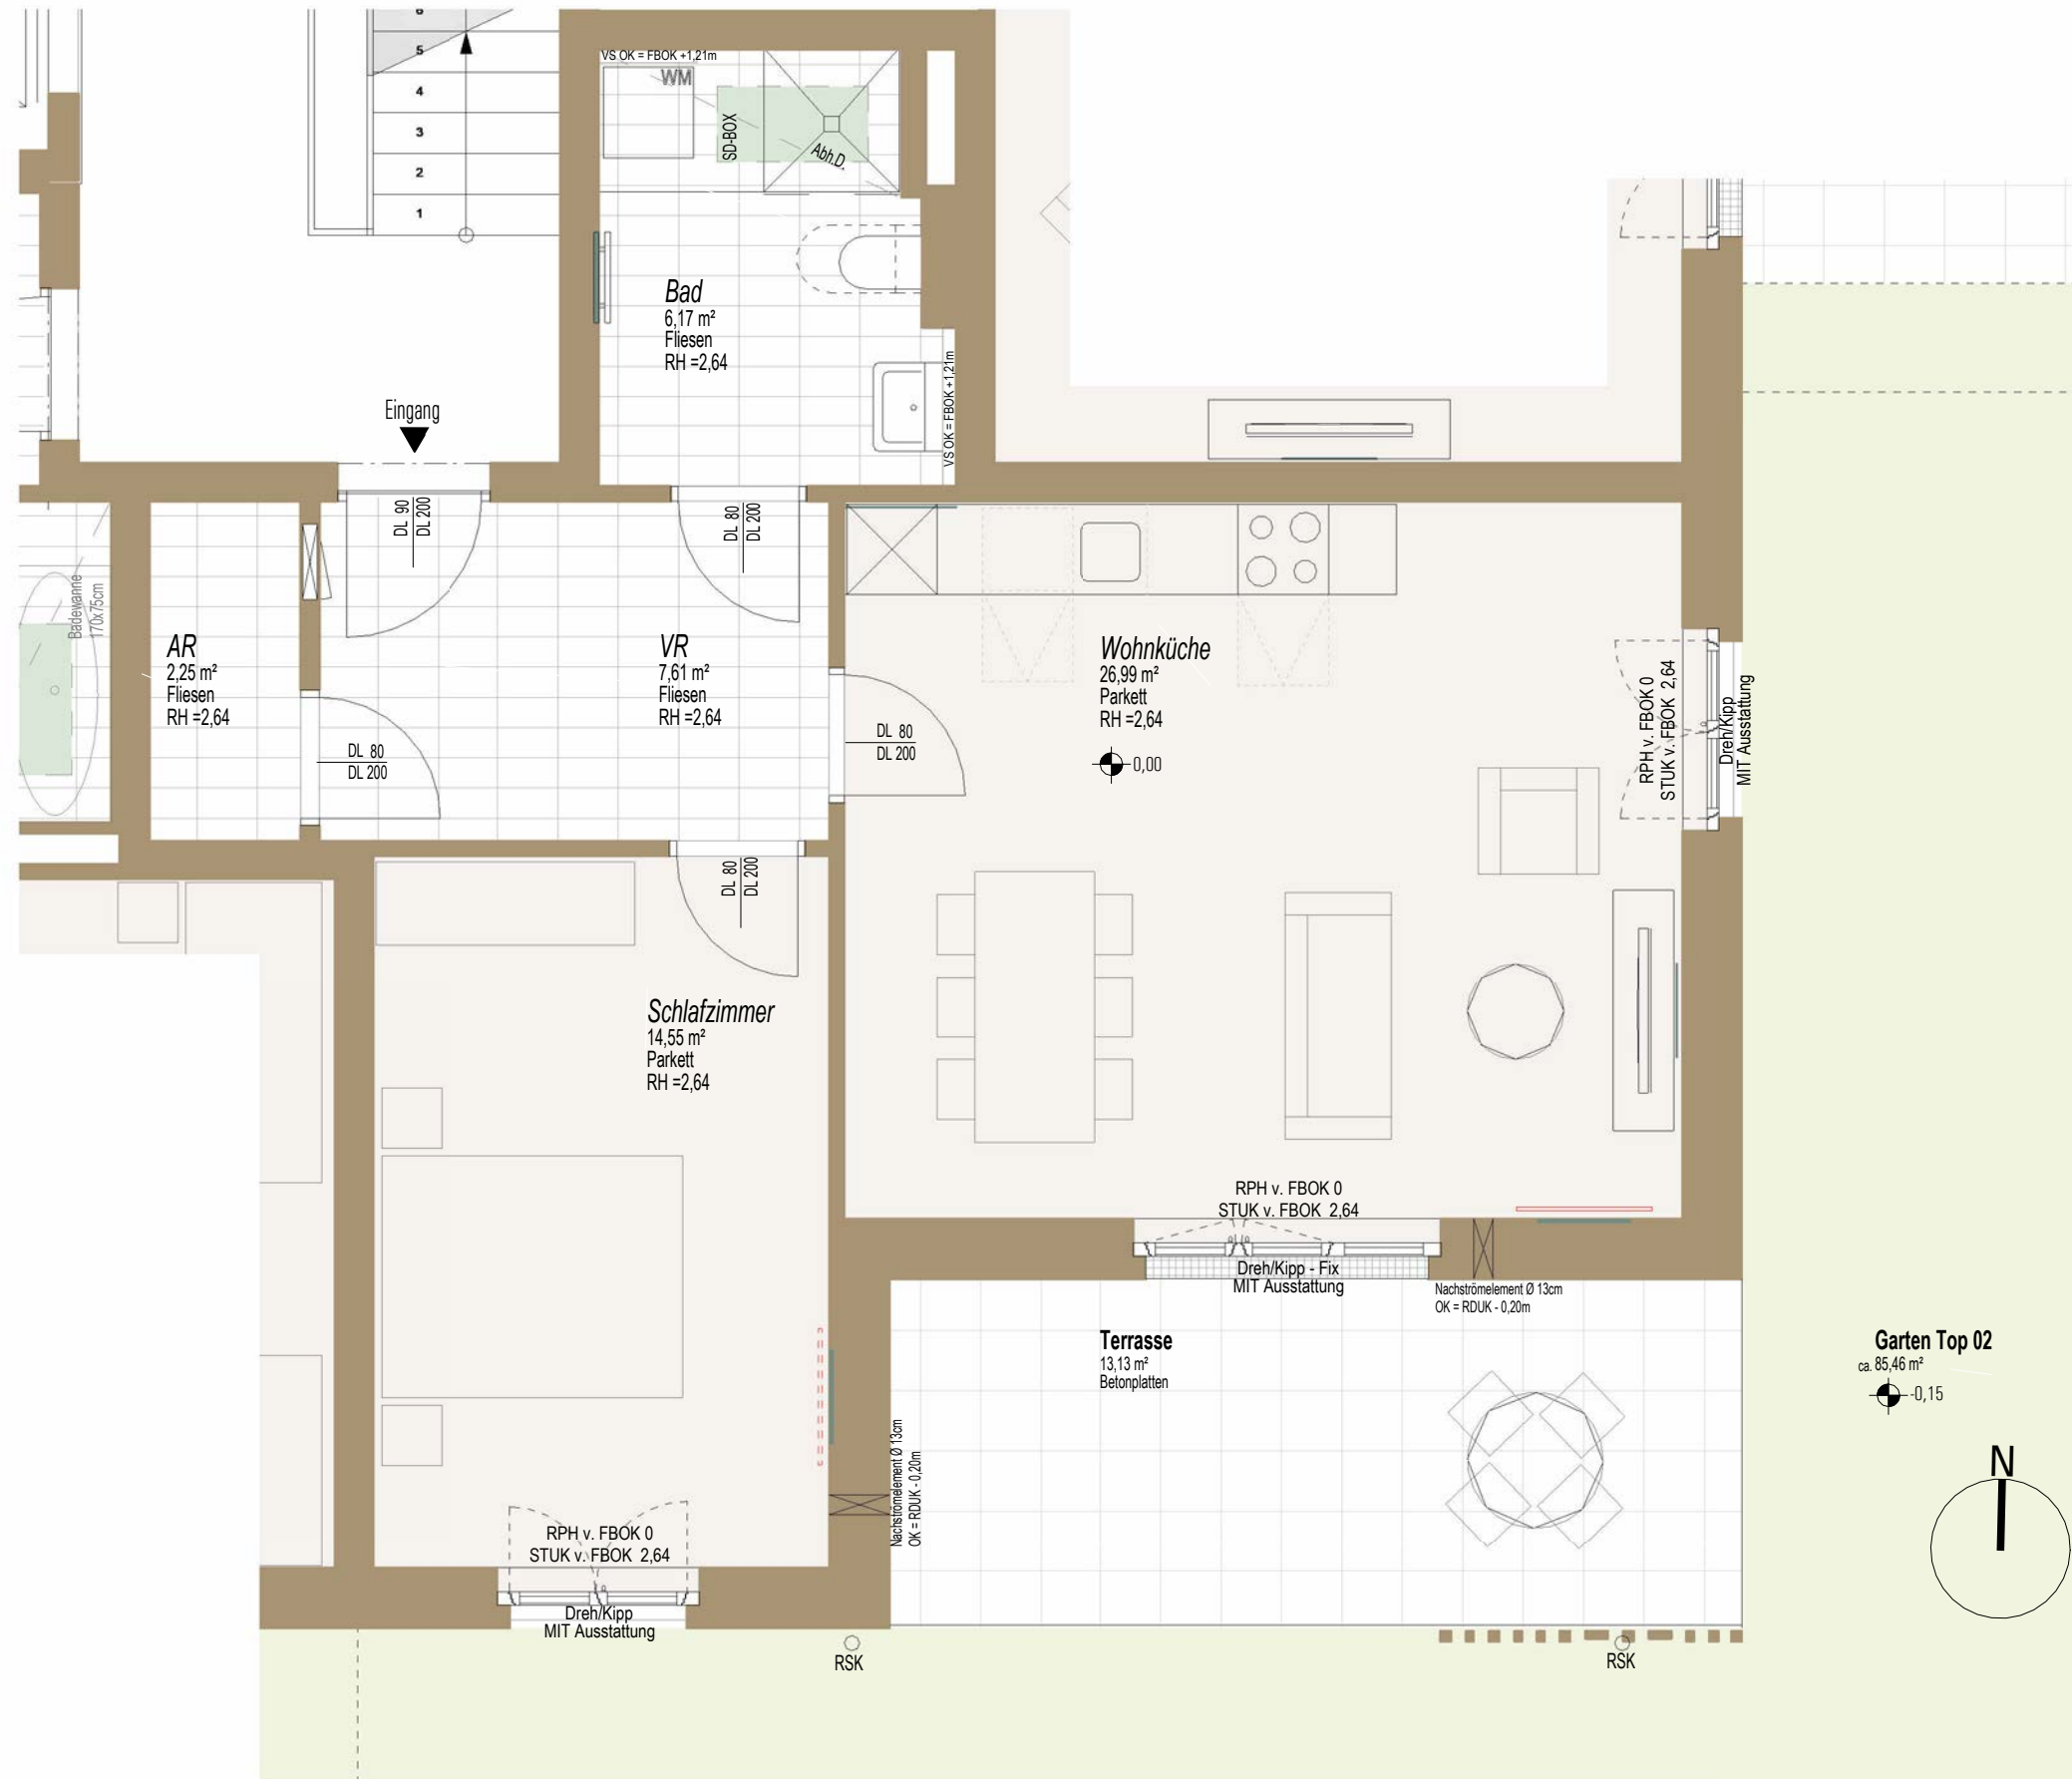 5
4
3
2
1
VS OK = FBOK +1,21m
WM
SD-BOX
Abh.D.
Bad
6,17 m²
Fliesen
RH =2,64
VS OK = FBOK +1,21m
Eingang
DL 90
DL 200
DL 80
DL 200
Badewanne
170x75cm
AR
2,25 m²
Fliesen
RH =2,64
DL 80
DL 200
VR
7,61 m²
Fliesen
RH =2,64
DL 80
DL 200
Wohnküche
26,99 m²
Parkett
RH =2,64
0,00
RPH v. FBOK 0
STUK v. FBOK 2,64
Dreh/Kipp
MIT Ausstattung
DL 80
DL 200
Schlafzimmer
14,55 m²
Parkett
RH =2,64
RPH v. FBOK 0
STUK v. FBOK 2,64
Dreh/Kipp - Fix
MIT Ausstattung
Nachströmelement Ø 13cm
OK = RDUK - 0,20m
Terrasse
13,13 m²
Betonplatten
Garten Top 02
ca. 85,46 m²
-0,15
Nachströmelement Ø 13cm
OK = RDUK - 0,20m
N
RPH v. FBOK 0
STUK v. FBOK 2,64
Dreh/Kipp
MIT Ausstattung
RSK
RSK